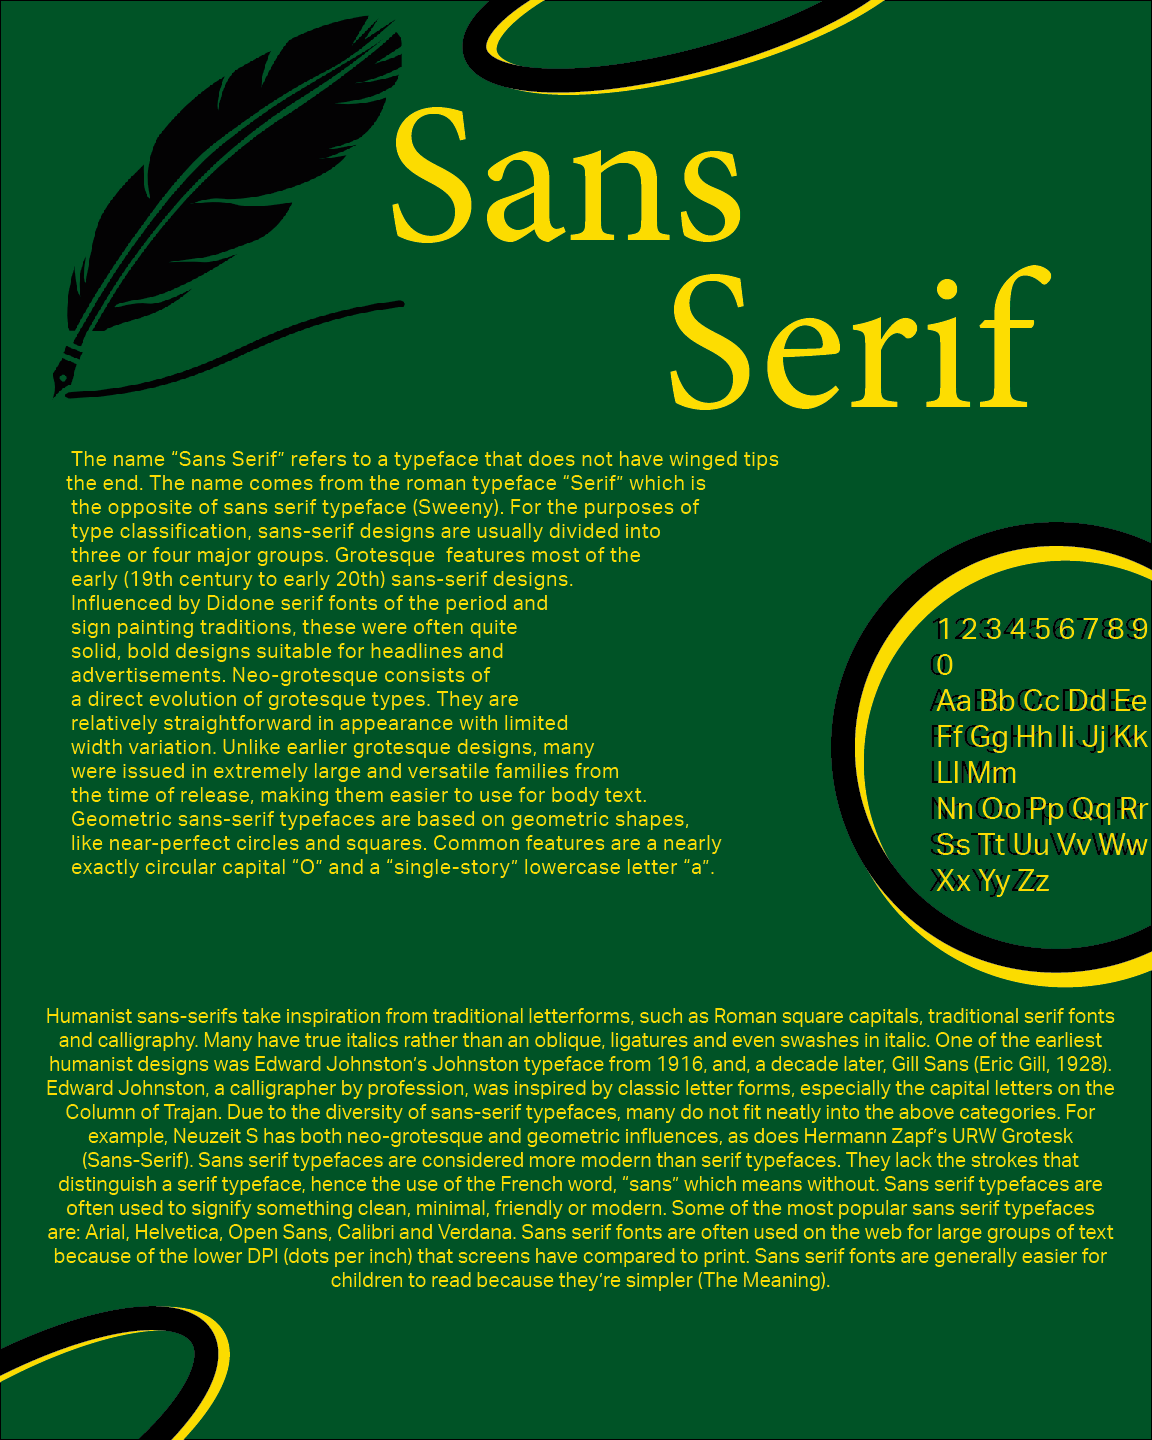 Sans
Serif
The name “Sans Serif” refers to a typeface that does not have winged tips
the end. The name comes from the roman typeface “Serif” which is
the opposite of sans serif typeface (Sweeny). For the purposes of
type classification, sans-serif designs are usually divided into
three or four major groups. Grotesque  features most of the
early (19th century to early 20th) sans-serif designs.
Influenced by Didone serif fonts of the period and
sign painting traditions, these were often quite
solid, bold designs suitable for headlines and
advertisements. Neo-grotesque consists of
a direct evolution of grotesque types. They are
relatively straightforward in appearance with limited
width variation. Unlike earlier grotesque designs, many
were issued in extremely large and versatile families from
the time of release, making them easier to use for body text.
Geometric sans-serif typefaces are based on geometric shapes,
like near-perfect circles and squares. Common features are a nearly
exactly circular capital “O” and a “single-story” lowercase letter “a”.
1 2 3 4 5 6 7 8 9
0
Aa Bb Cc Dd Ee
Ff Gg Hh Ii Jj Kk
Ll Mm
Nn Oo Pp Qq Rr
Ss Tt Uu Vv Ww
Xx Yy Zz
Humanist sans-serifs take inspiration from traditional letterforms, such as Roman square capitals, traditional serif fonts
and calligraphy. Many have true italics rather than an oblique, ligatures and even swashes in italic. One of the earliest
humanist designs was Edward Johnston’s Johnston typeface from 1916, and, a decade later, Gill Sans (Eric Gill, 1928).
Edward Johnston, a calligrapher by profession, was inspired by classic letter forms, especially the capital letters on the
Column of Trajan. Due to the diversity of sans-serif typefaces, many do not fit neatly into the above categories. For
example, Neuzeit S has both neo-grotesque and geometric influences, as does Hermann Zapf’s URW Grotesk
(Sans-Serif). Sans serif typefaces are considered more modern than serif typefaces. They lack the strokes that
distinguish a serif typeface, hence the use of the French word, “sans” which means without. Sans serif typefaces are
often used to signify something clean, minimal, friendly or modern. Some of the most popular sans serif typefaces
are: Arial, Helvetica, Open Sans, Calibri and Verdana. Sans serif fonts are often used on the web for large groups of text
because of the lower DPI (dots per inch) that screens have compared to print. Sans serif fonts are generally easier for
children to read because they’re simpler (The Meaning).